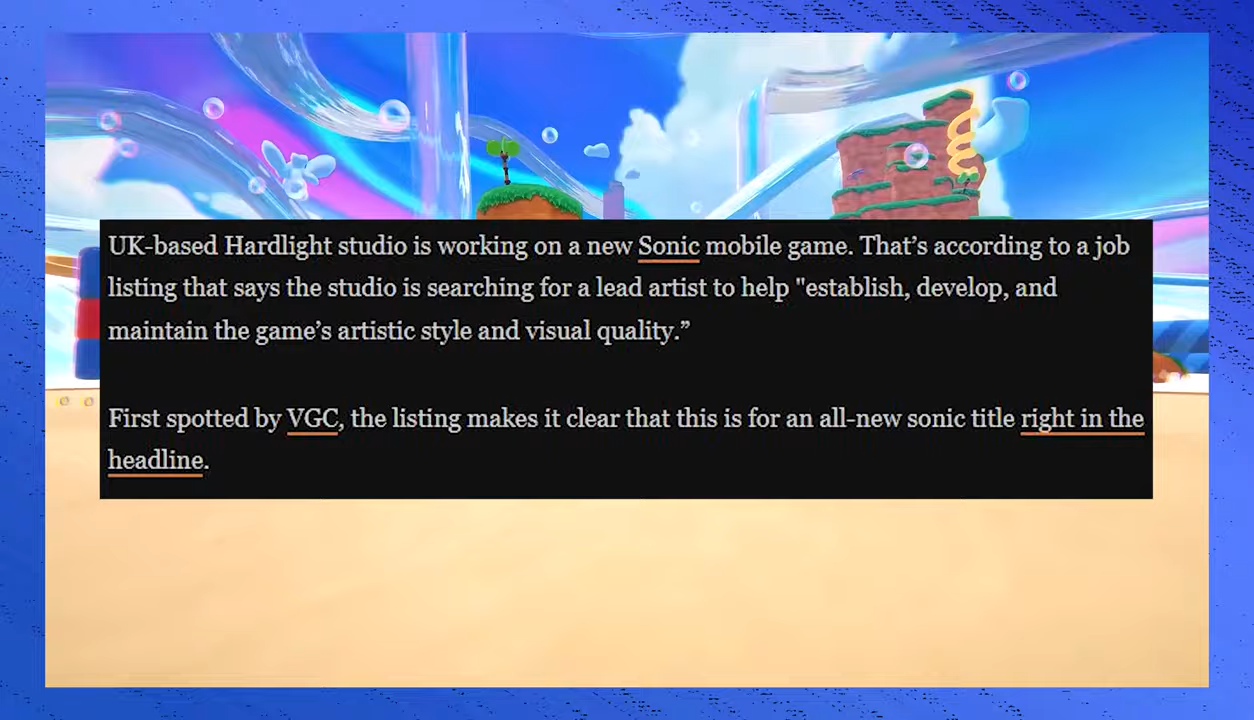 UK-based Hardlight studio is working on a new Sonic mobile game. That’s according to a job
listing that says the studio is searching for a lead artist to help "establish, develop, and
maintain the game’s artistic style and visual quality.”
First spotted by VGC, the listing makes it clear that this is for an all-new sonic title right in the
headline.